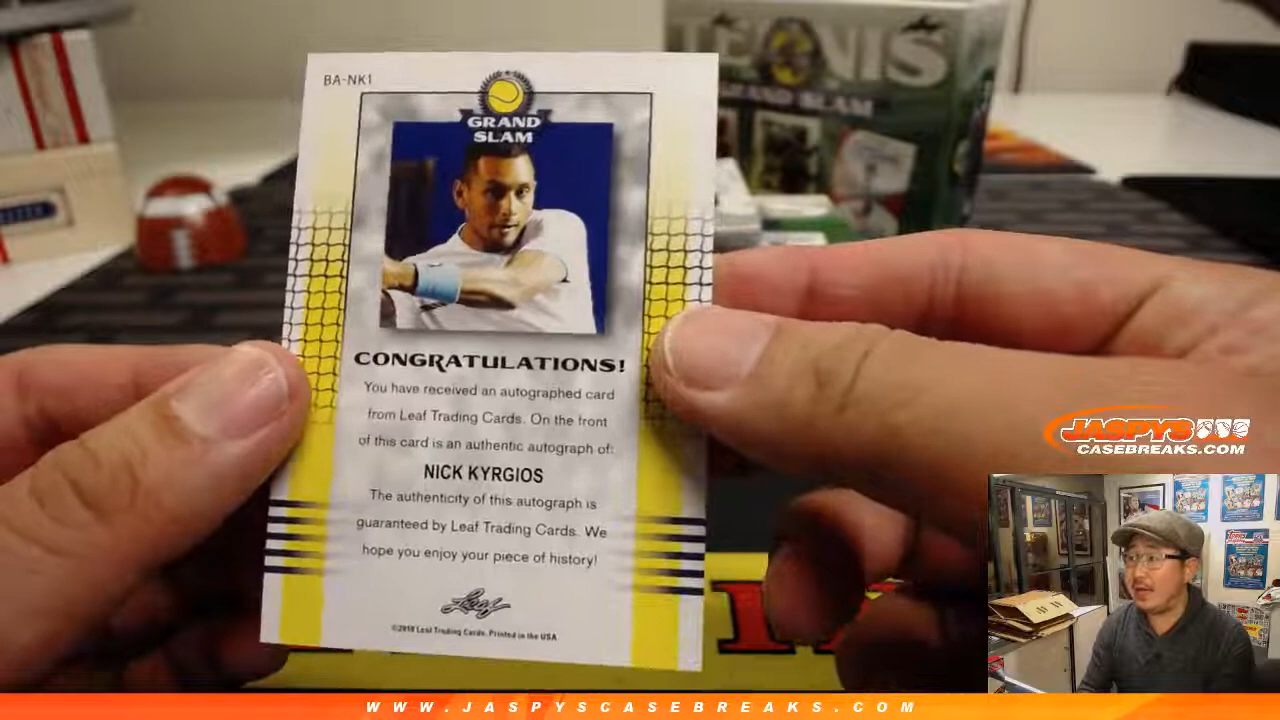 BA-NK1
GRAND
SLAM
TENNIS
GRAND SLAM
CONGRATULATIONS!
You have received an autographed card
from Leaf Trading Cards. On the front
of this card is an authentic autograph of:
NICK KYRGIOS
The authenticity of this autograph is
guaranteed by Leaf Trading Cards. We
hope you enjoy your piece of history!
Leaf
©2018 Leaf Trading Cards. Printed in the USA
JASPYS
CASEBREAKS.COM
WWW.JASPYSCASEBREAKS.COM